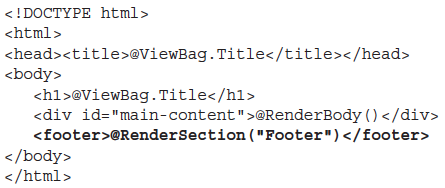 <!DOCTYPE html>
<html>
<head><title>@ViewBag.Title</title></head>
<body>
   <h1>@ViewBag.Title</h1>
   <div id="main-content">@RenderBody()</div>
   <footer>@RenderSection("Footer")</footer>
</body>
</html>